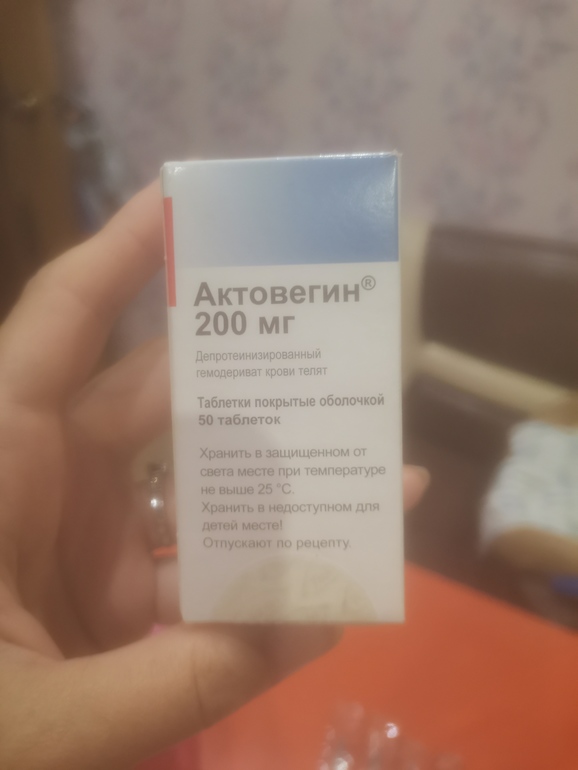 Актовегин®
200 мг
Депротеинизированный
гемодериват крови телят
Таблетки покрытые оболочкой
50 таблеток
Хранить в защищенном от
света месте при температуре
не выше 25 °С.
Хранить в недоступном для
детей месте!
Отпускают по рецепту.